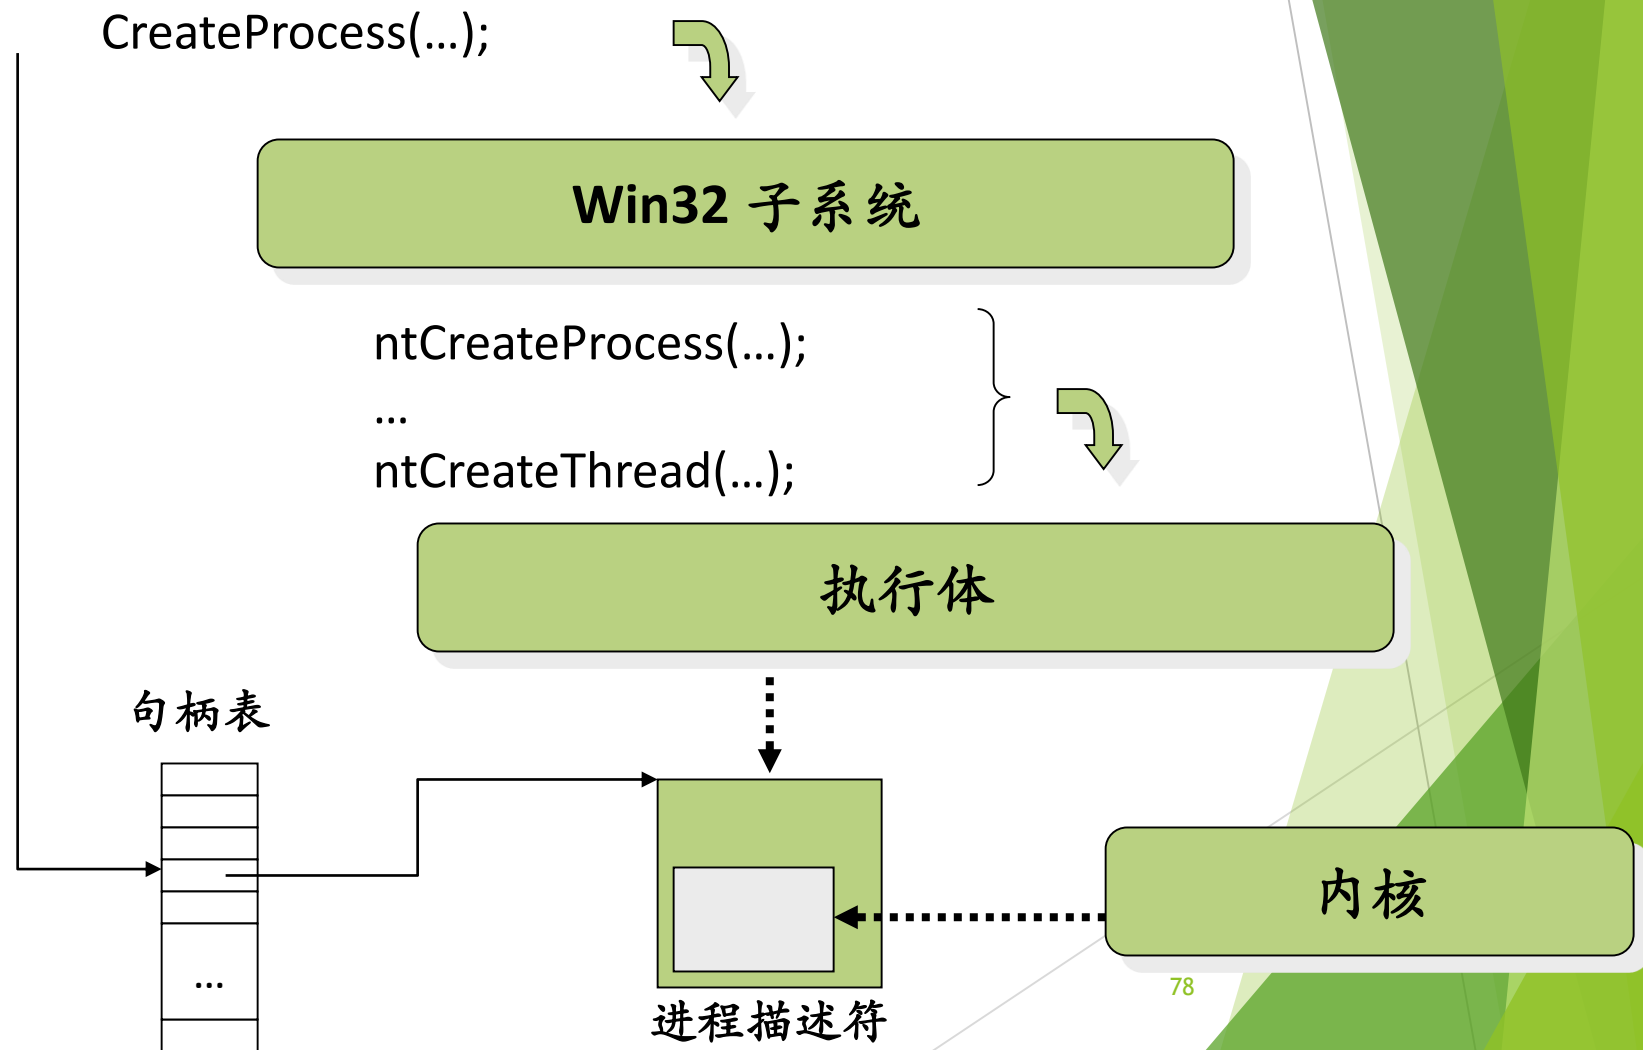 CreateProcess(…);
Win32 子系统
ntCreateProcess(…);
…
ntCreateThread(…);
执行体
句柄表
内核
…
78
进程描述符